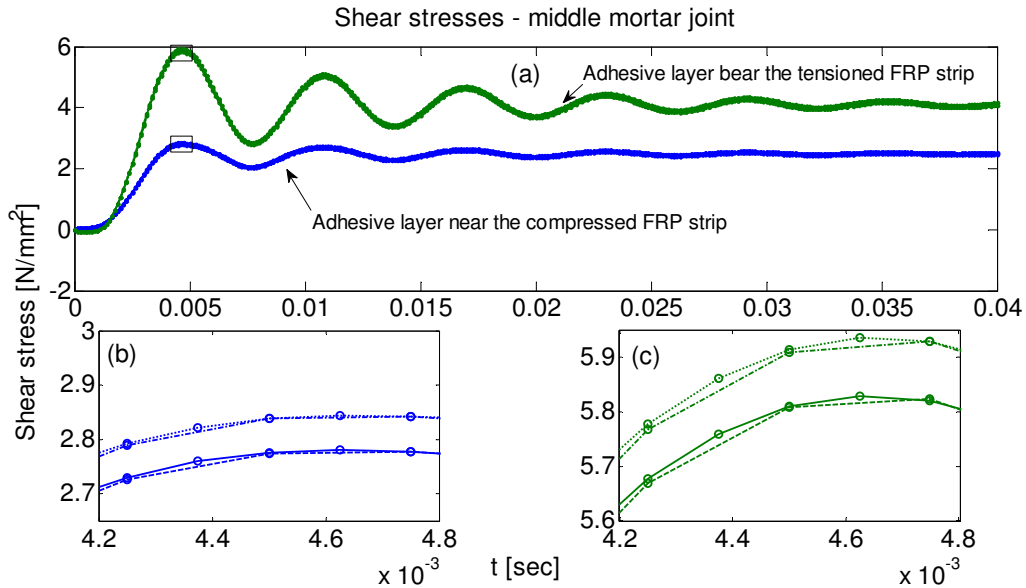 Shear stresses - middle mortar joint
6
4
2
0
-2
(a)
Adhesive layer bear the tensioned FRP strip
Adhesive layer near the compressed FRP strip
0 0.005 0.01 0.015 0.02 0.025 0.03 0.035 0.04
Shear stress [N/mm²]
(b)
3
2.9
2.8
2.7
4.2 4.4 4.6 4.8
x 10⁻³
(c)
5.9
5.8
5.7
5.6
4.2 4.4 4.6 4.8
x 10⁻³
t [sec]